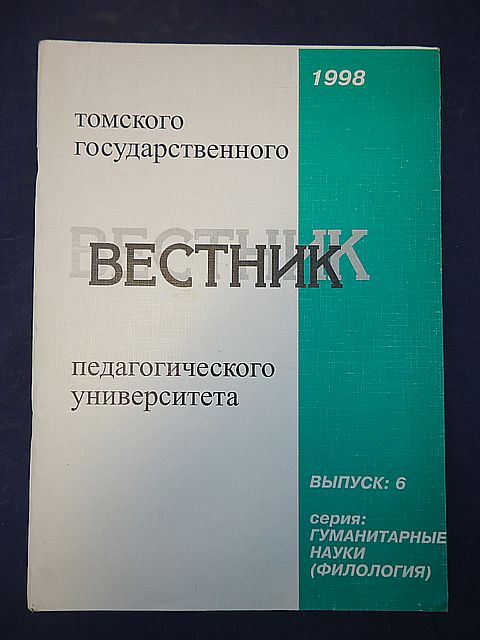 1998
томского
государственного
ВЕСТНИК
педагогического
университета
ВЫПУСК: 6
серия:
ГУМАНИТАРНЫЕ
НАУКИ
(ФИЛОЛОГИЯ)